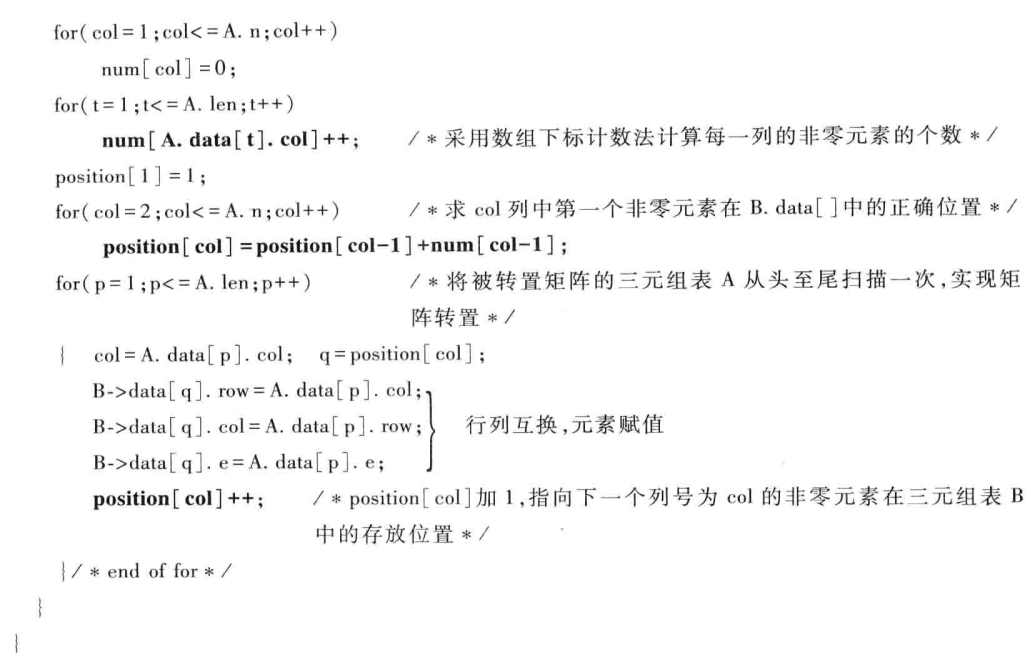 for(col=1;col<=A. n;col++)
num[col]=0;
for(t=1;t<=A. len;t++)
num[A. data[t]. col]++; /*采用数组下标计数法计算每一列的非零元素的个数*/
position[1]=1;
for(col=2;col<=A. n;col++) /*求 col 列中第一个非零元素在 B. data[ ]中的正确位置*/
position[col]=position[col-1]+num[col-1];
for(p=1;p<=A. len;p++) /*将被转置矩阵的三元组表 A 从头至尾扫描一次,实现矩
阵转置*/
{ col=A. data[p]. col; q=position[col];
B->data[q]. row=A. data[p]. col;
B->data[q]. col=A. data[p]. row; 行列互换,元素赋值
B->data[q]. e=A. data[p]. e;
position[col]++; /*position[col]加 1,指向下一个列号为 col 的非零元素在三元组表 B
中的存放位置*/
}/*end of for*/
}
}